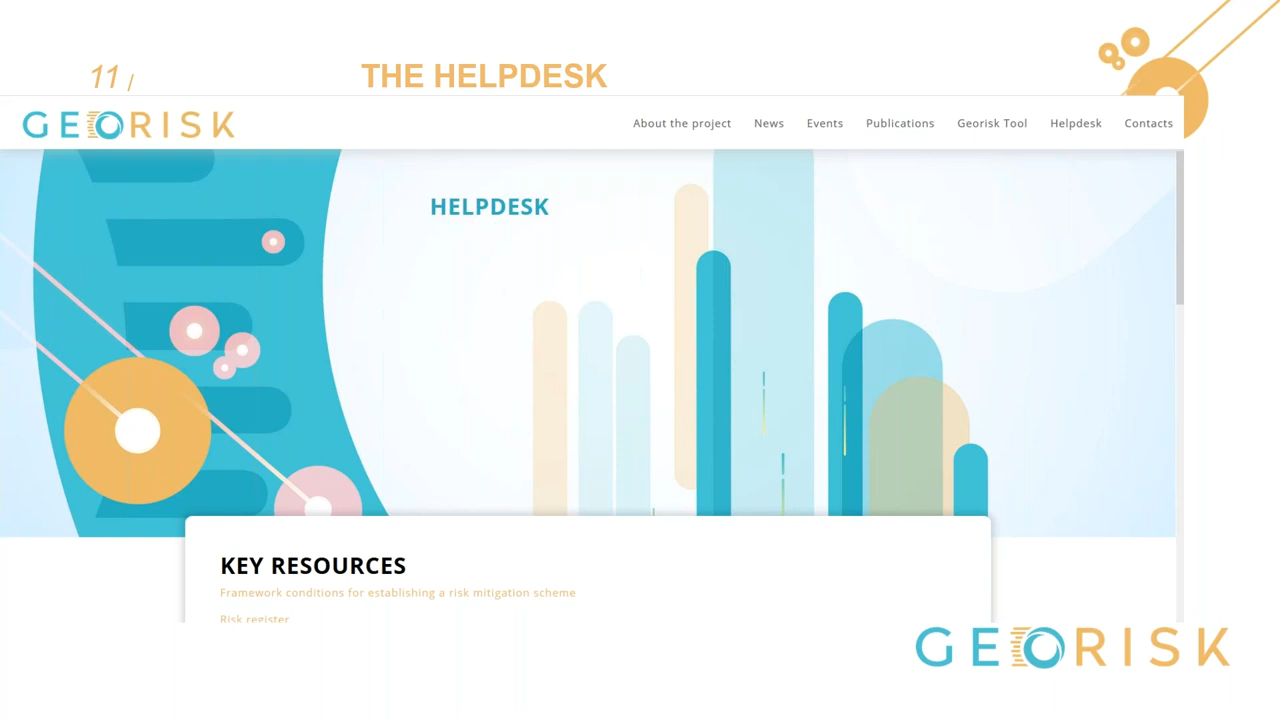 11 /
THE HELPDESK
GEORISK
About the project News Events Publications Georisk Tool Helpdesk Contacts
HELPDESK
KEY RESOURCES
Framework conditions for establishing a risk mitigation scheme
Risk register
GEORISK